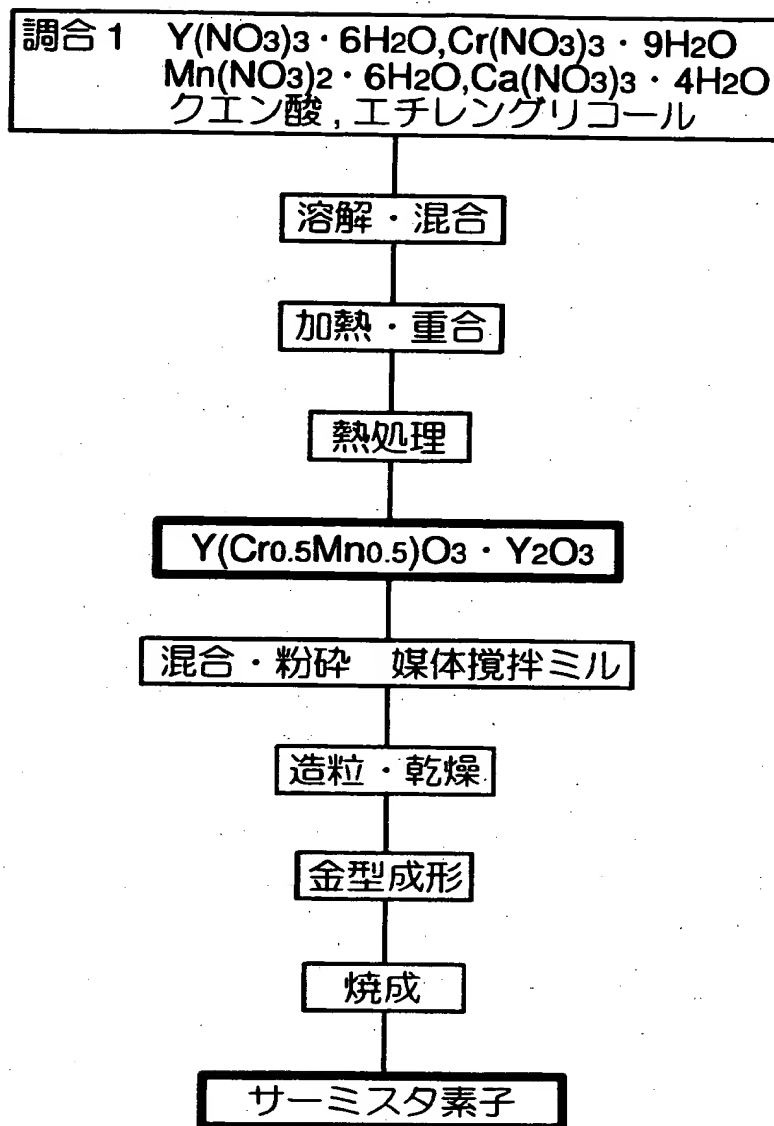 調合1 Y(NO3)3・6H2O,Cr(NO3)3・9H2O
Mn(NO3)2・6H2O,Ca(NO3)3・4H2O
クエン酸,エチレングリコール
溶解・混合
加熱・重合
熱処理
Y(Cr0.5Mn0.5)O3・Y2O3
混合・粉砕 媒体撹拌ミル
造粒・乾燥
金型成形
焼成
サーミスタ素子